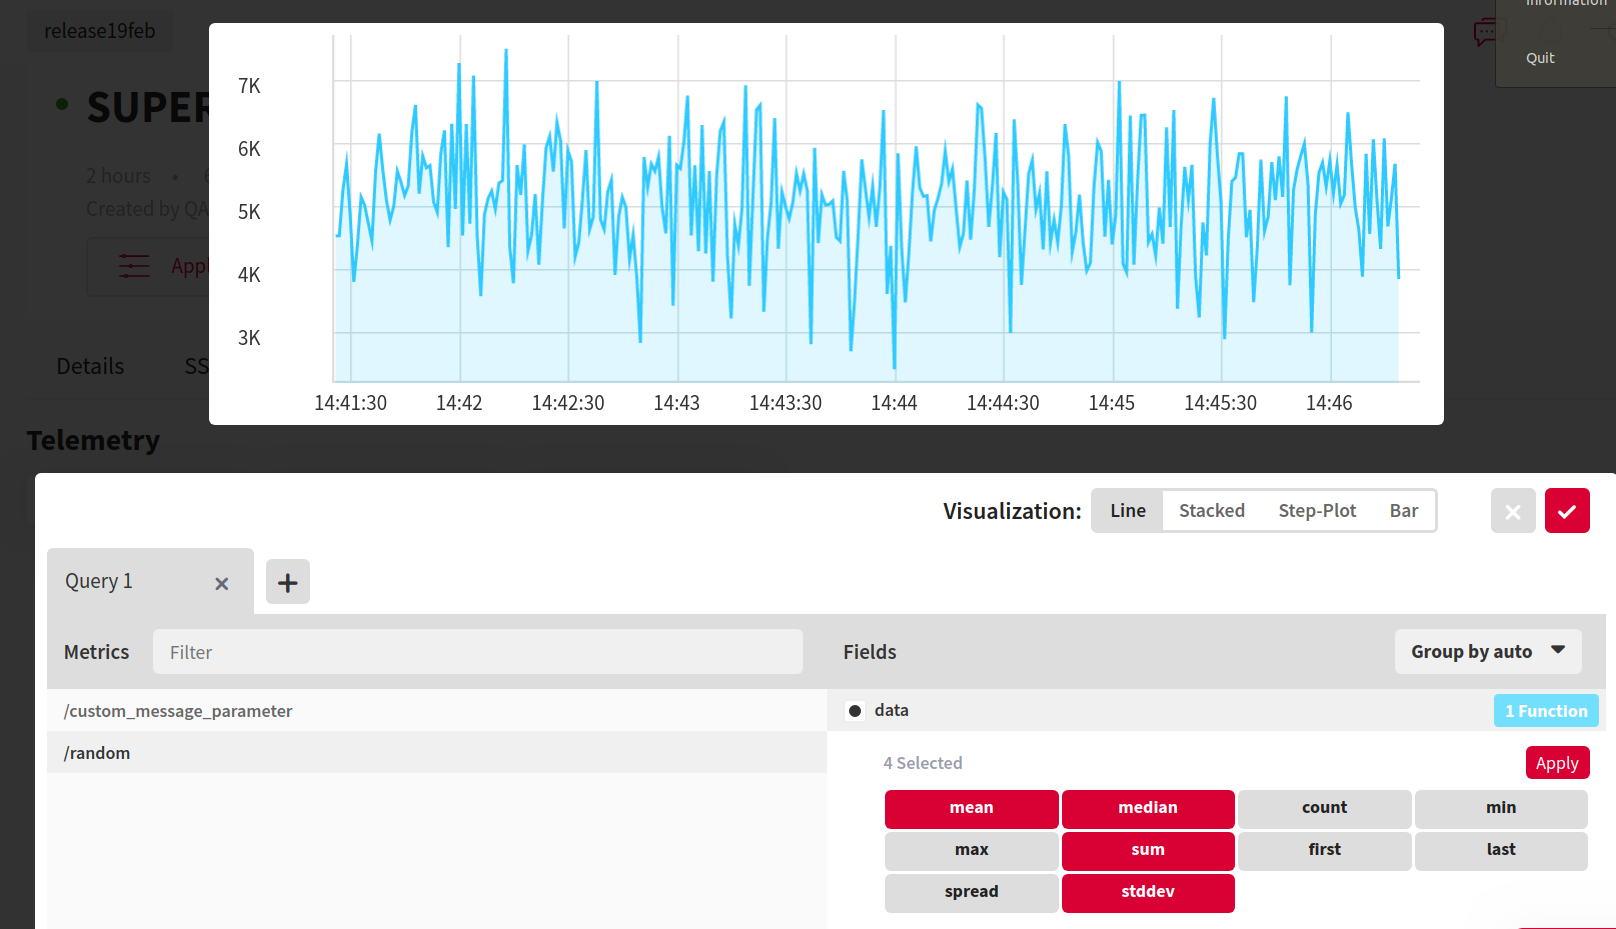 Information
release19feb
Quit
SUPER
7K
6K
2 hours •
5K
Created by QA
Appl
4K
3K
Details
SS
14:41:30 14:42 14:42:30 14:43 14:43:30 14:44 14:44:30 14:45 14:45:30 14:46
Telemetry
Visualization: Line Stacked Step-Plot Bar
Query 1
Metrics Filter
Fields Group by auto
/custom_message_parameter
/random
data 1 Function
4 Selected Apply
mean median count min
max sum first last
spread stddev